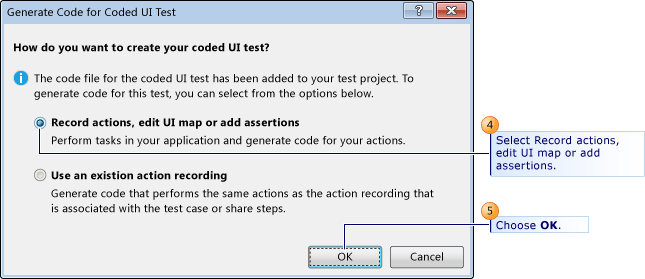 Generate Code for Coded UI Test
?
How do you want to create your coded UI test?
The code file for the coded UI test has been added to your test project. To
generate code for this test, you can select from the options below.
Record actions, edit UI map or add assertions
Perform tasks in your application and generate code for your actions.
4
Select Record actions,
edit UI map or add
assertions.
Use an existion action recording
Generate code that performs the same actions as the action recording that
is associated with the test case or share steps.
5
Choose OK.
OK
Cancel